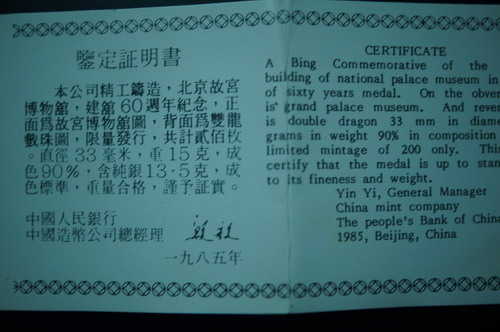 鑒定証明書
本公司精工鑄造，北京故宮
博物舘，建舘60週年紀念，正
面爲故宮博物舘圖，背面爲雙龍
戲珠圖，限量發行，共計貳佰枚
。直徑33毫米，重15克，成
色90%，含純銀13·5克，成
色標準，重量合格，謹予証實。
中國人民銀行
中國造幣公司總經理
一九八五年
CERTIFICATE
A Bing Commemorative of the
building of national palace museum in
of sixty years medal. On the obver
is grand palace museum. And rever
is double dragon 33 mm in diame
grams in weight 90% in composition
limited mintage of 200 only. This
certify that the medal is up to stan
to its fineness and weight.
Yin Yi, General Manager
China mint company
The people's Bank of China
1985, Beijing, China